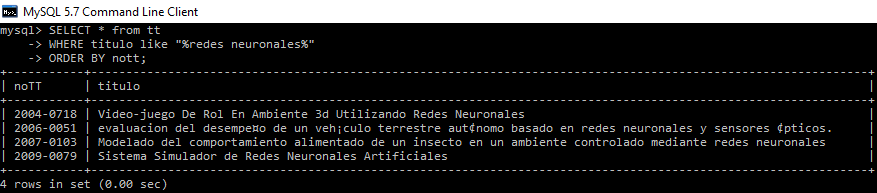 MySQL 5.7 Command Line Client
mysql> SELECT * from tt
    -> WHERE titulo like "%redes neuronales%"
    -> ORDER BY nott;
| noTT | titulo |
| 2004-0718 | Video-juego De Rol En Ambiente 3d Utilizando Redes Neuronales
| 2006-0051 | evaluacion del desempe¤o de un veh¡culo terrestre aut¢nomo basado en redes neuronales y sensores ¢pticos.
| 2007-0103 | Modelado del comportamiento alimentado de un insecto en un ambiente controlado mediante redes neuronales
| 2009-0079 | Sistema Simulador de Redes Neuronales Artificiales
4 rows in set (0.00 sec)